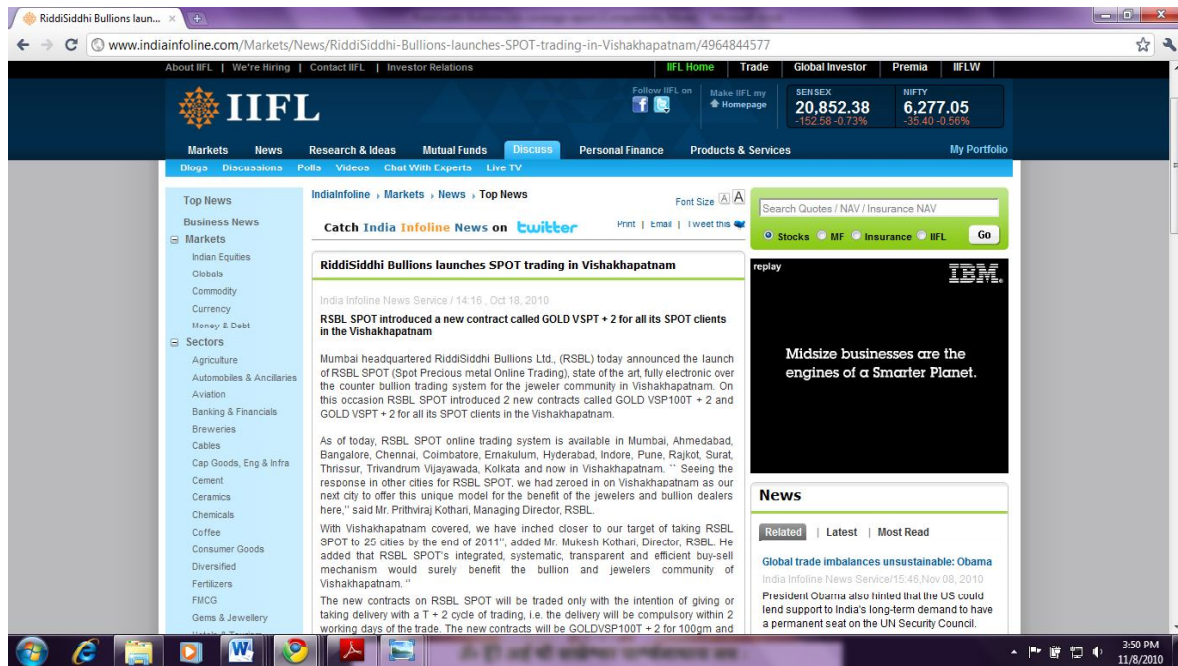 RiddiSiddhi Bullions laun...
www.indiainfoline.com/Markets/News/RiddiSiddhi-Bullions-launches-SPOT-trading-in-Vishakhapatnam/4964844577
About IIFL | We're Hiring | Contact IIFL | Investor Relations
IIFL Home Trade Global Investor Premia IIFLW
IIFL
Follow IIFL on
Make IIFL my
Homepage
SENSEX
20,852.38
-152.58 -0.73%
NIFTY
6,277.05
-35.40 -0.56%
Markets News Research & Ideas Mutual Funds Discuss Personal Finance Products & Services My Portfolio
Blogs Discussions Polls Videos Chat With Experts Live TV
Top News
Business News
Markets
Indian Equities
Globals
Commodity
Currency
Money & Debt
Sectors
Agriculture
Automobiles & Ancillaries
Aviation
Banking & Financials
Breweries
Cables
Cap Goods, Eng & Infra
Cement
Ceramics
Chemicals
Coffee
Consumer Goods
Diversified
Fertilizers
FMCG
Gems & Jewellery
IndiaInfoline Markets News Top News
Font Size A A
Catch India Infoline News on twitter
Print | Email | Tweet this
RiddiSiddhi Bullions launches SPOT trading in Vishakhapatnam
India Infoline News Service / 14:16 , Oct 18, 2010
RSBL SPOT introduced a new contract called GOLD VSPT + 2 for all its SPOT clients
in the Vishakhapatnam
Mumbai headquartered RiddiSiddhi Bullions Ltd., (RSBL) today announced the launch
of RSBL SPOT (Spot Precious metal Online Trading), state of the art, fully electronic over
the counter bullion trading system for the jeweler community in Vishakhapatnam. On
this occasion RSBL SPOT introduced 2 new contracts called GOLD VSP100T + 2 and
GOLD VSPT + 2 for all its SPOT clients in the Vishakhapatnam.
As of today, RSBL SPOT online trading system is available in Mumbai, Ahmedabad,
Bangalore, Chennai, Coimbatore, Ernakulum, Hyderabad, Indore, Pune, Rajkot, Surat,
Thrissur, Trivandrum Vijayawada, Kolkata and now in Vishakhapatnam. `` Seeing the
response in other cities for RSBL SPOT, we had zeroed in on Vishakhapatnam as our
next city to offer this unique model for the benefit of the jewelers and bullion dealers
here,'' said Mr. Prithviraj Kothari, Managing Director, RSBL.
With Vishakhapatnam covered, we have inched closer to our target of taking RSBL
SPOT to 25 cities by the end of 2011'', added Mr. Mukesh Kothari, Director, RSBL. He
added that RSBL SPOT's integrated, systematic, transparent and efficient buy-sell
mechanism would surely benefit the bullion and jewelers community of
Vishakhapatnam. ``
The new contracts on RSBL SPOT will be traded only with the intention of giving or
taking delivery with a T + 2 cycle of trading, i.e. the delivery will be compulsory within 2
working days of the trade. The new contracts will be GOLDVSP100T + 2 for 100gm and
Search Quotes / NAV / Insurance NAV
Stocks MF Insurance IIFL Go
replay
IBM.
Midsize businesses are the
engines of a Smarter Planet.
News
Related | Latest | Most Read
Global trade imbalances unsustainable: Obama
India Infoline News Service/15:46,Nov 08, 2010
President Obama also hinted that the US could
lend support to India's long-term demand to have
a permanent seat on the UN Security Council.
3:50 PM
11/8/2010